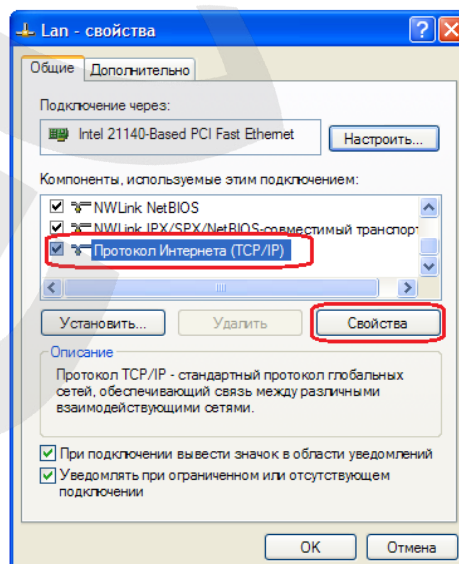 Lan - свойства
Общие Дополнительно
Подключение через:
Intel 21140-Based PCI Fast Ethernet Настроить...
Компоненты, используемые этим подключением:
NWLink NetBIOS
NWLink IPX/SPX/NetBIOS-совместимый транспорт
Протокол Интернета (TCP/IP)
Установить... Удалить Свойства
Описание
Протокол TCP/IP - стандартный протокол глобальных
сетей, обеспечивающий связь между различными
взаимодействующими сетями.
При подключении вывести значок в области уведомлений
Уведомлять при ограниченном или отсутствующем
подключении
OK Отмена